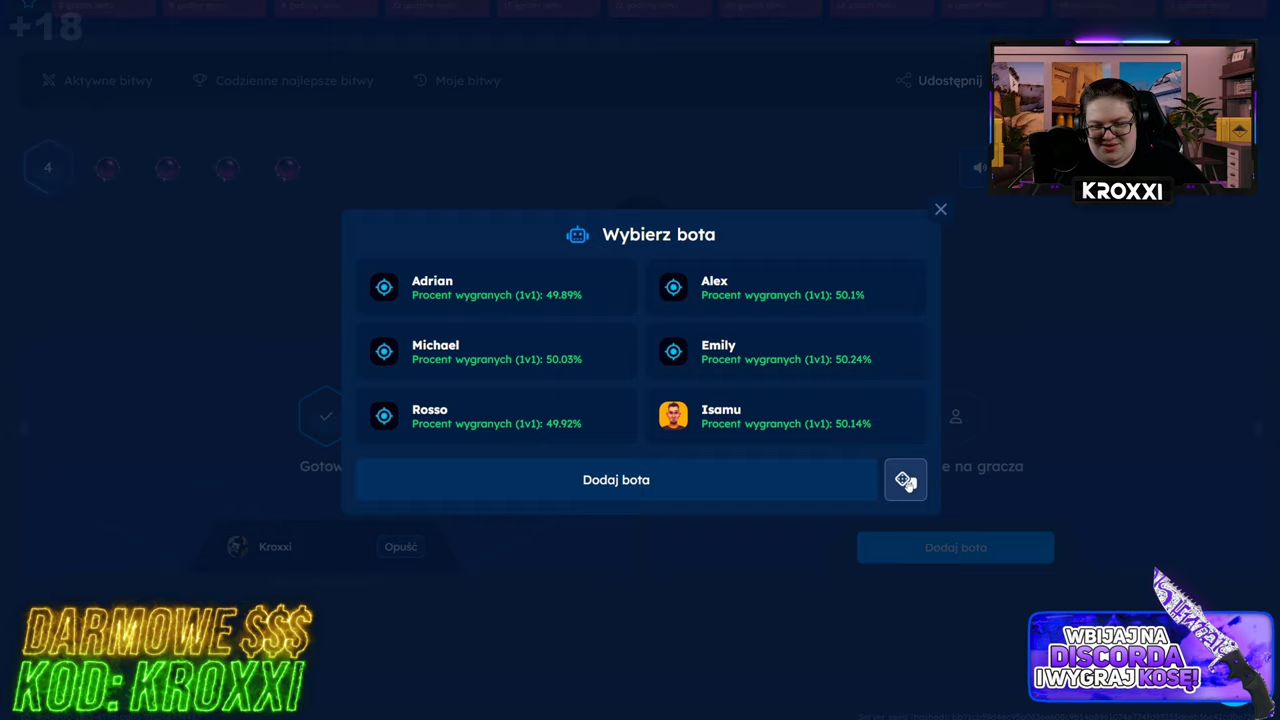 +18
Aktywne bitwy
Codzienne najlepsze bitwy
Moje bitwy
Udostępnij
4
KROXXI
Wybierz bota
Adrian
Procent wygranych (1v1): 49.89%
Alex
Procent wygranych (1v1): 50.1%
Michael
Procent wygranych (1v1): 50.03%
Emily
Procent wygranych (1v1): 50.24%
Rosso
Procent wygranych (1v1): 49.92%
Isamu
Procent wygranych (1v1): 50.14%
Gotow
e na gracza
Dodaj bota
Kroxxi
Opuść
Dodaj bota
DARMOWE $$$
KOD: KROXXI
WBIJAJ NA
DISCORDA
I WYGRAJ KOSĘ!